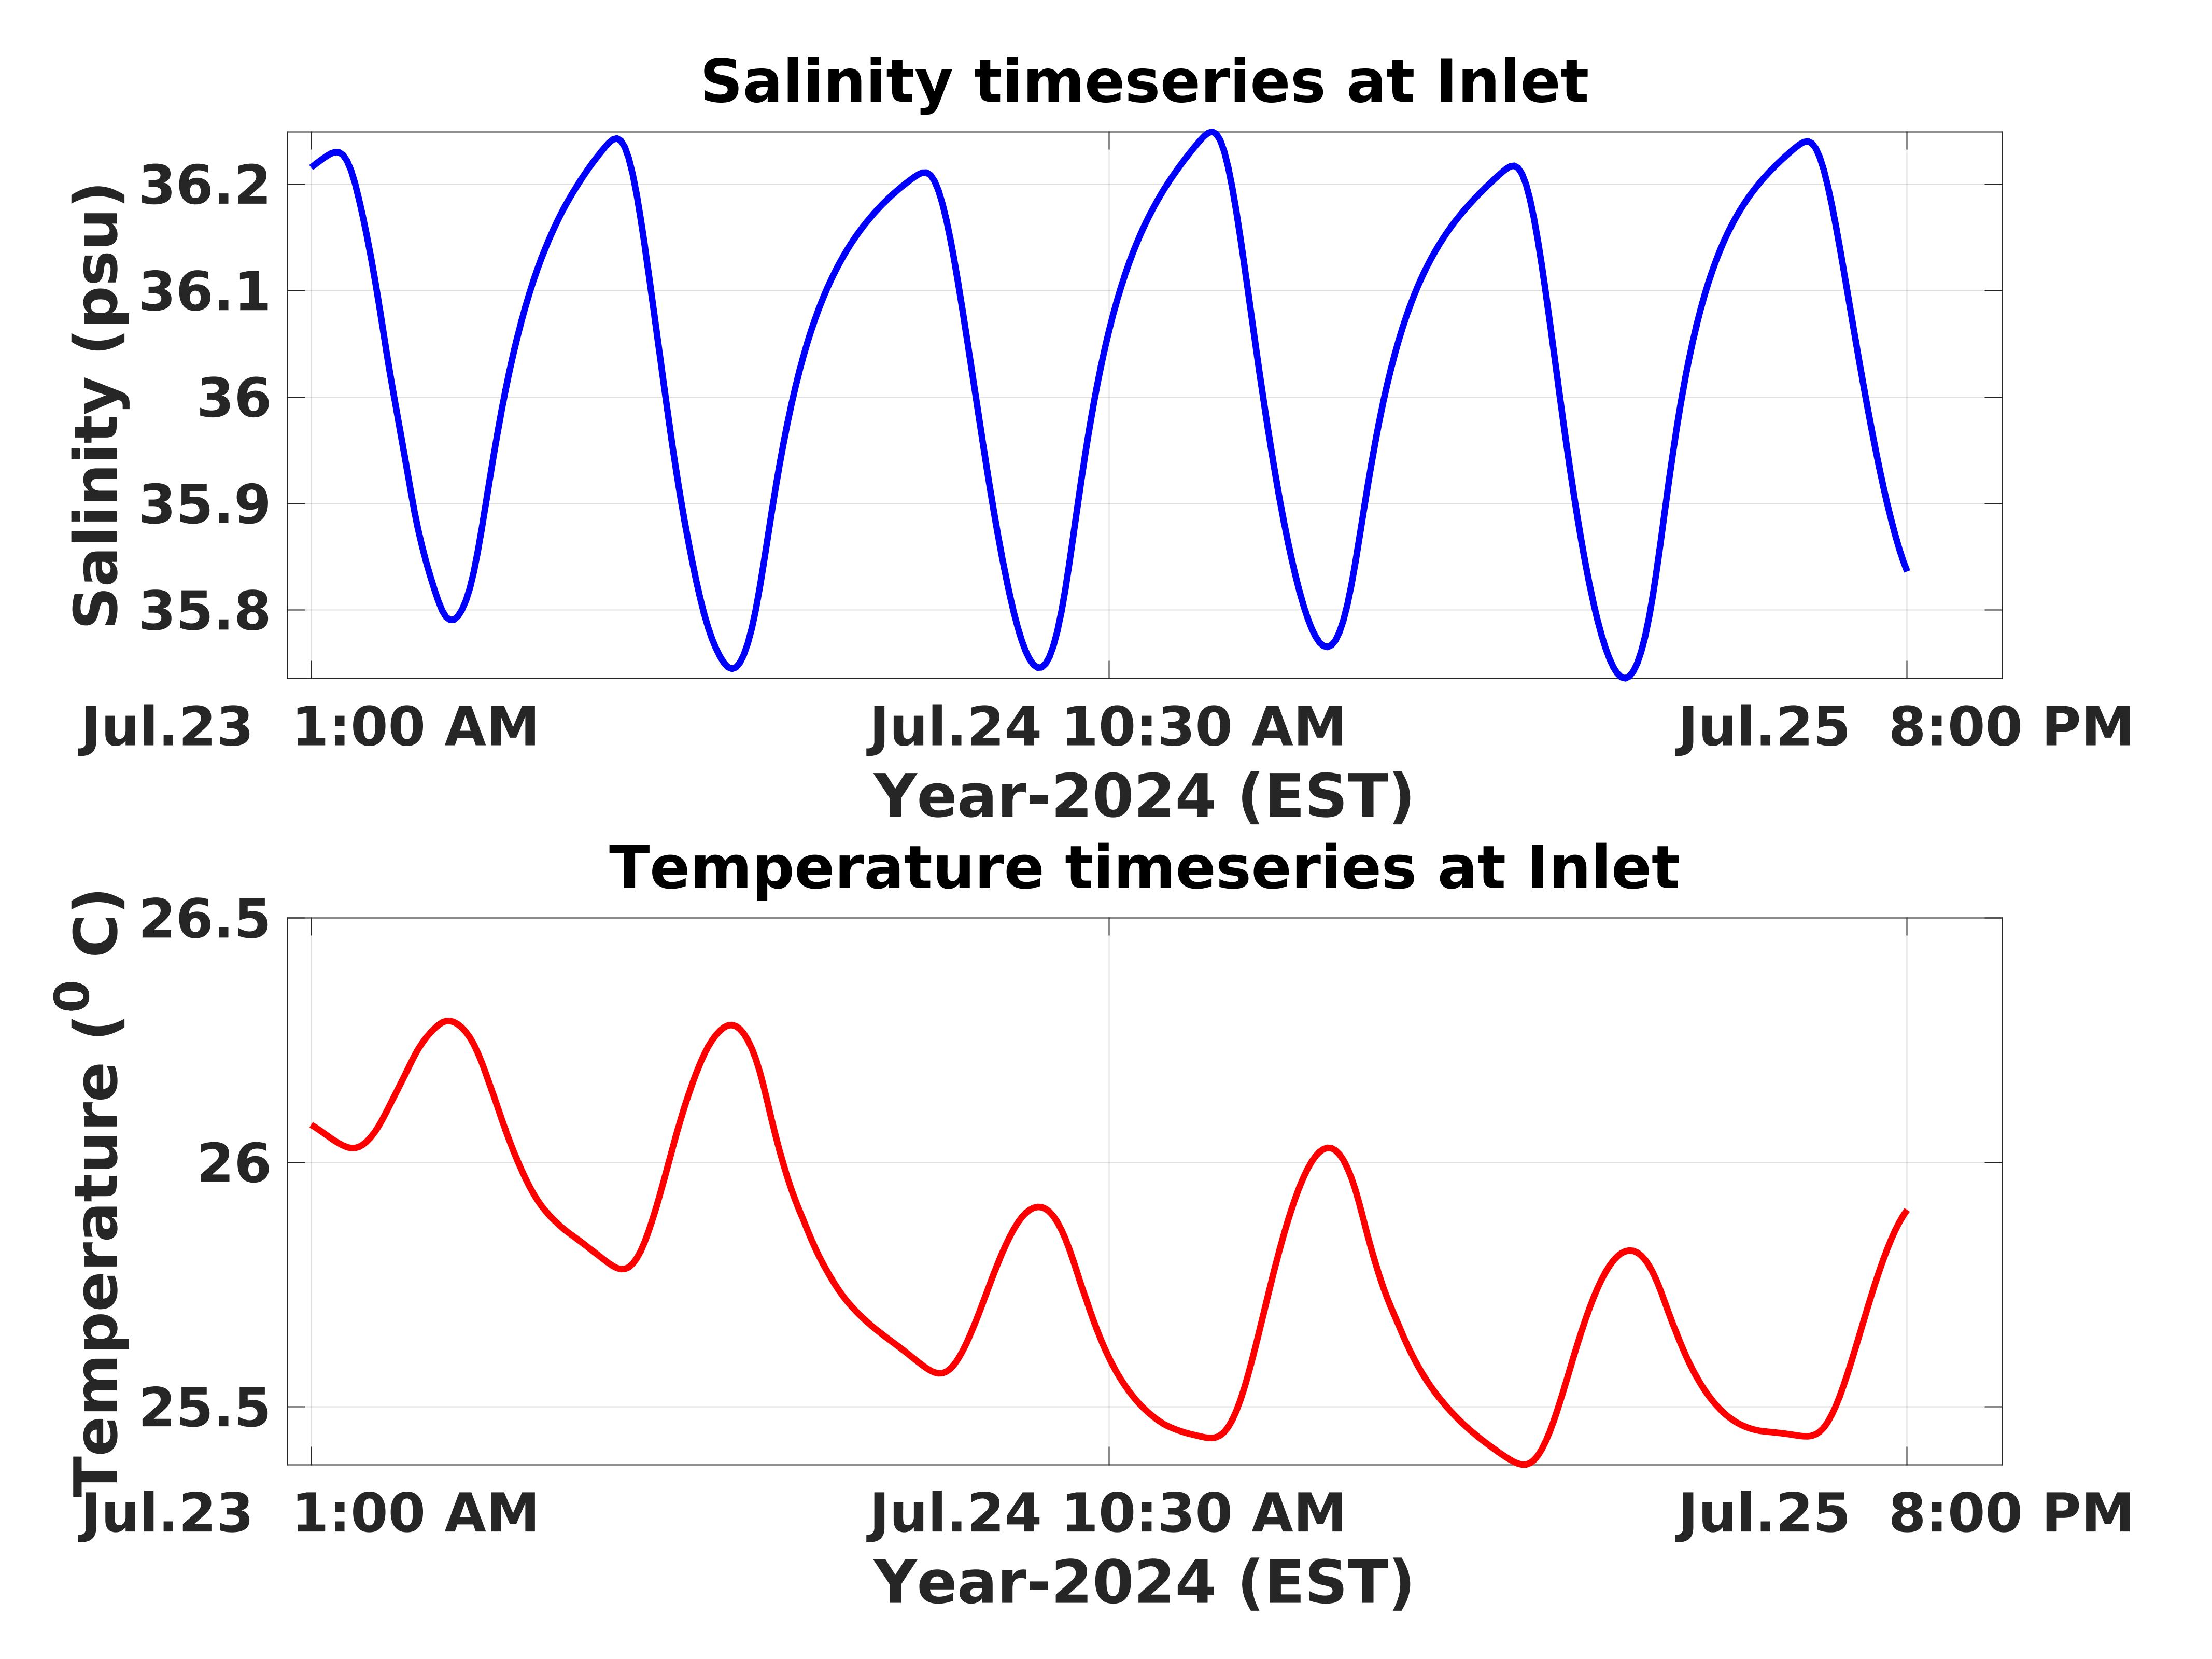 Salinity timeseries at Inlet
Salinity (psu)
36.2
36.1
36
35.9
35.8
Jul.23  1:00 AM
Jul.24 10:30 AM
Jul.25  8:00 PM
Year-2024 (EST)
Temperature timeseries at Inlet
Temperature (⁰ C)
26.5
26
25.5
Jul.23  1:00 AM
Jul.24 10:30 AM
Jul.25  8:00 PM
Year-2024 (EST)